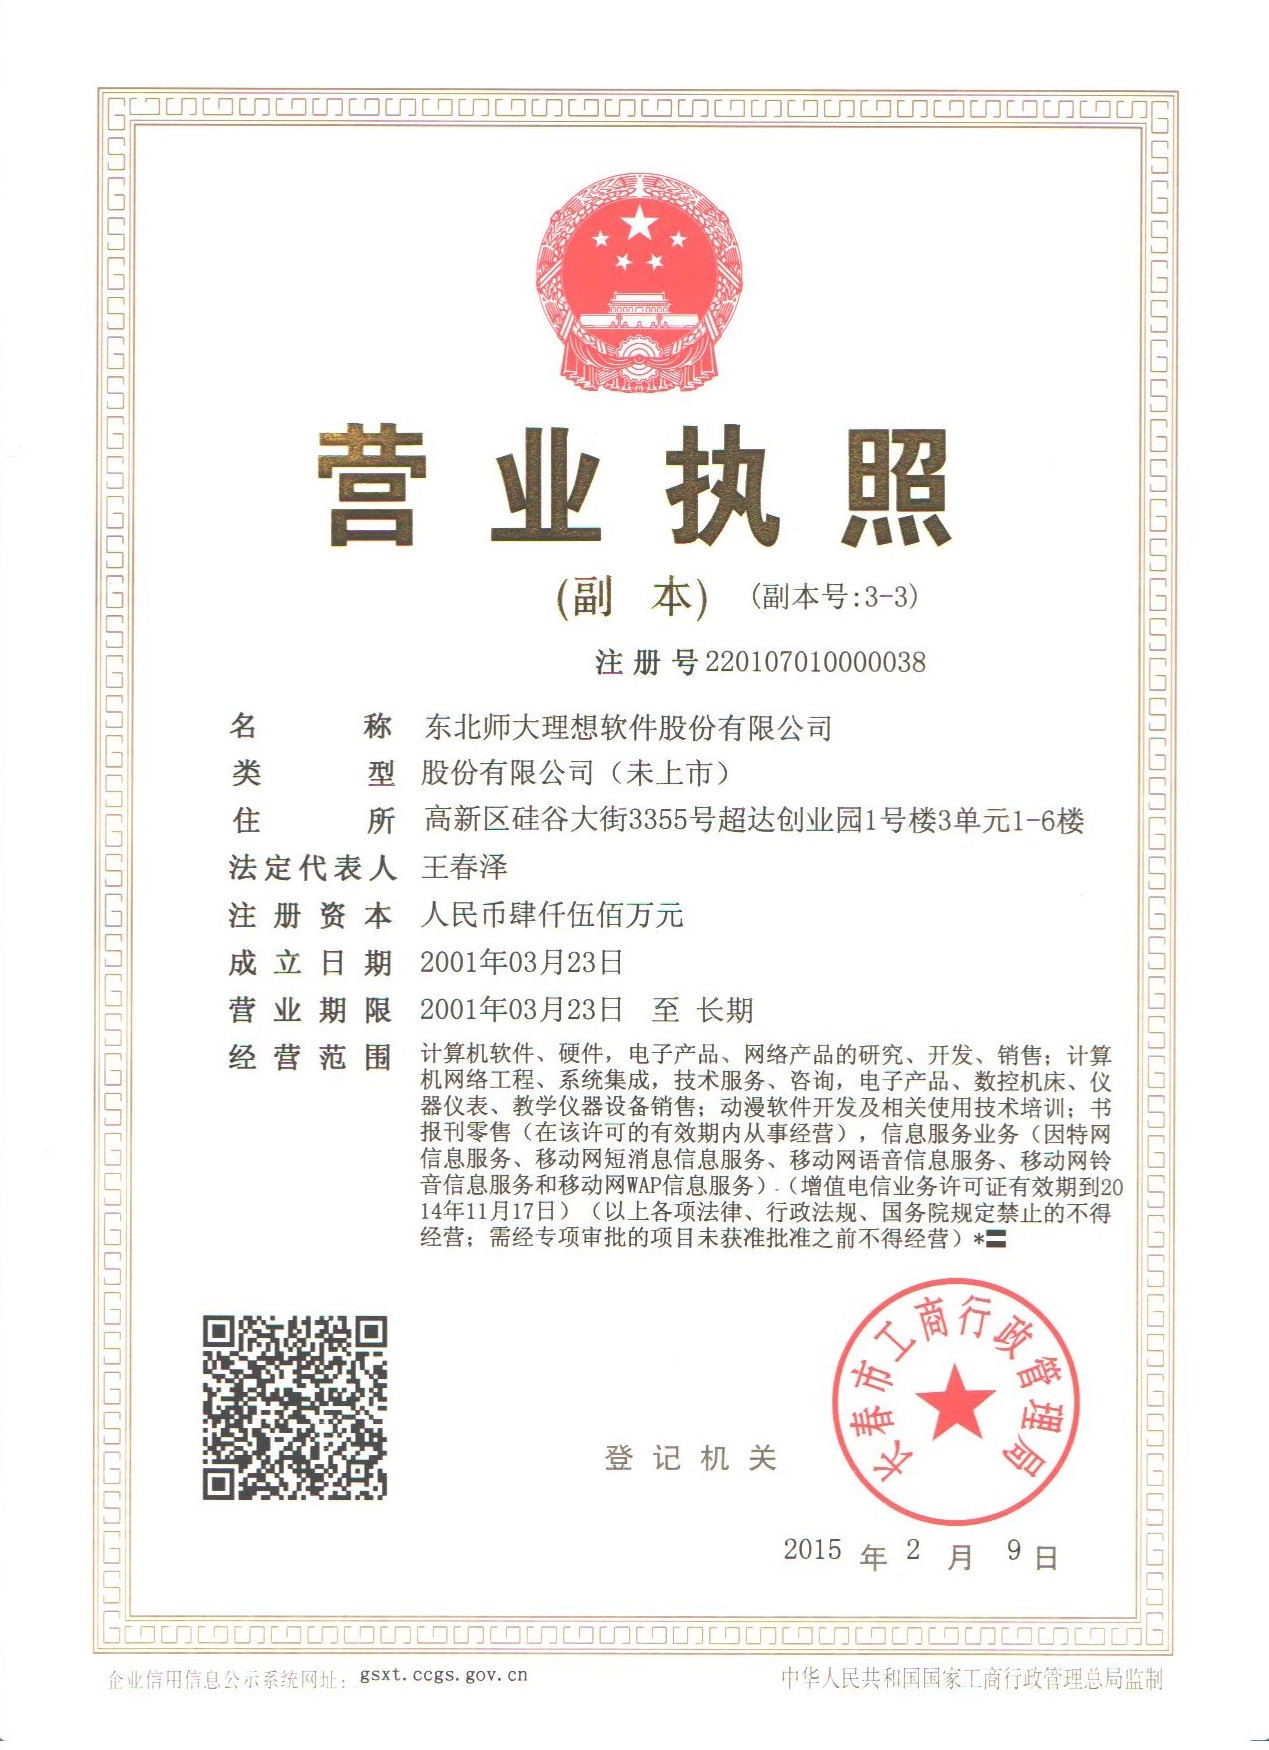 营业执照
(副 本) (副本号:3-3)
注册号220107010000038
名 称 东北师大理想软件股份有限公司
类 型 股份有限公司（未上市）
住 所 高新区硅谷大街3355号超达创业园1号楼3单元1-6楼
法定代表人 王春泽
注册资本 人民币肆仟伍佰万元
成立日期 2001年03月23日
营业期限 2001年03月23日 至 长期
经营范围 计算机软件、硬件，电子产品、网络产品的研究、开发、销售；计算
机网络工程、系统集成，技术服务、咨询，电子产品、数控机床、仪
器仪表、教学仪器设备销售；动漫软件开发及相关使用技术培训；书
报刊零售（在该许可的有效期内从事经营），信息服务业务（因特网
信息服务、移动网短消息信息服务、移动网语音信息服务、移动网铃
音信息服务和移动网WAP信息服务）.（增值电信业务许可证有效期到20
14年11月17日）（以上各项法律、行政法规、国务院规定禁止的不得
经营；需经专项审批的项目未获准批准之前不得经营）*〓
长春市工商行政管理局
登记机关
2015 年 2 月 9 日
企业信用信息公示系统网址：gsxt.ccgs.gov.cn
中华人民共和国国家工商行政管理总局监制